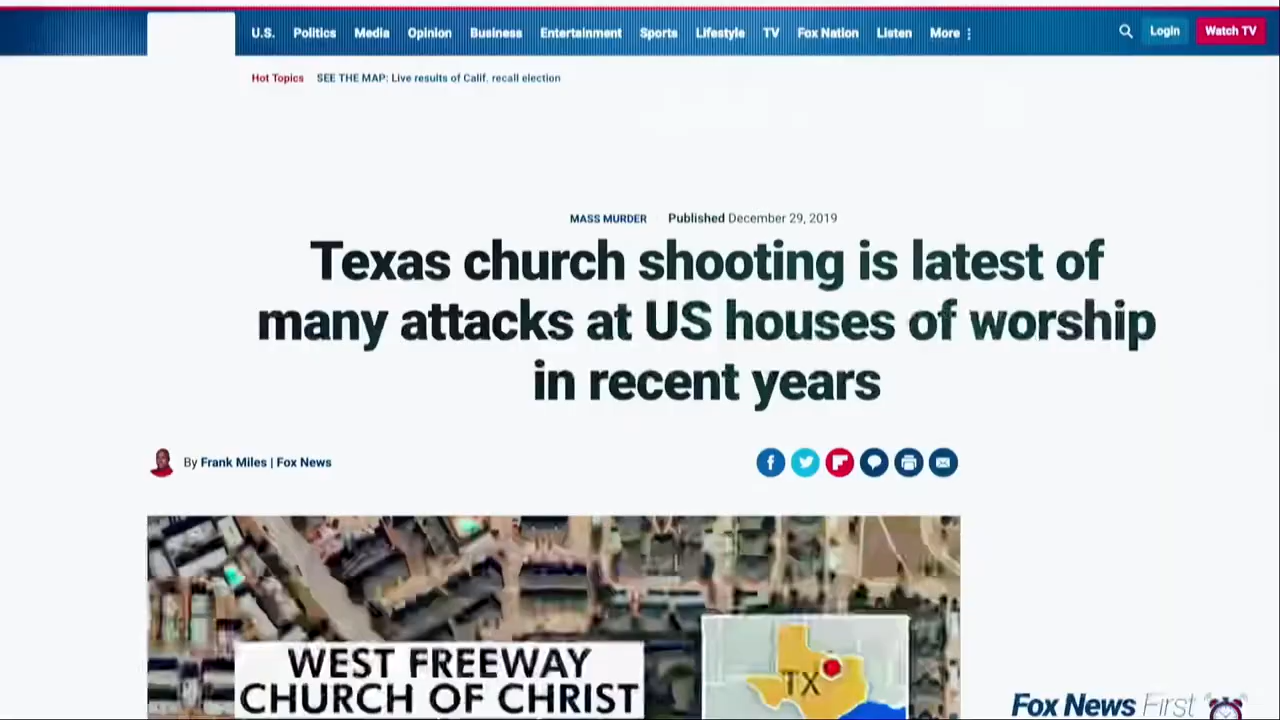 U.S. Politics Media Opinion Business Entertainment Sports Lifestyle TV Fox Nation Listen More Login Watch TV
Hot Topics SEE THE MAP: Live results of Calif. recall election
MASS MURDER Published December 29, 2019
Texas church shooting is latest of
many attacks at US houses of worship
in recent years
By Frank Miles | Fox News
WEST FREEWAY
CHURCH OF CHRIST
TX
Fox News First